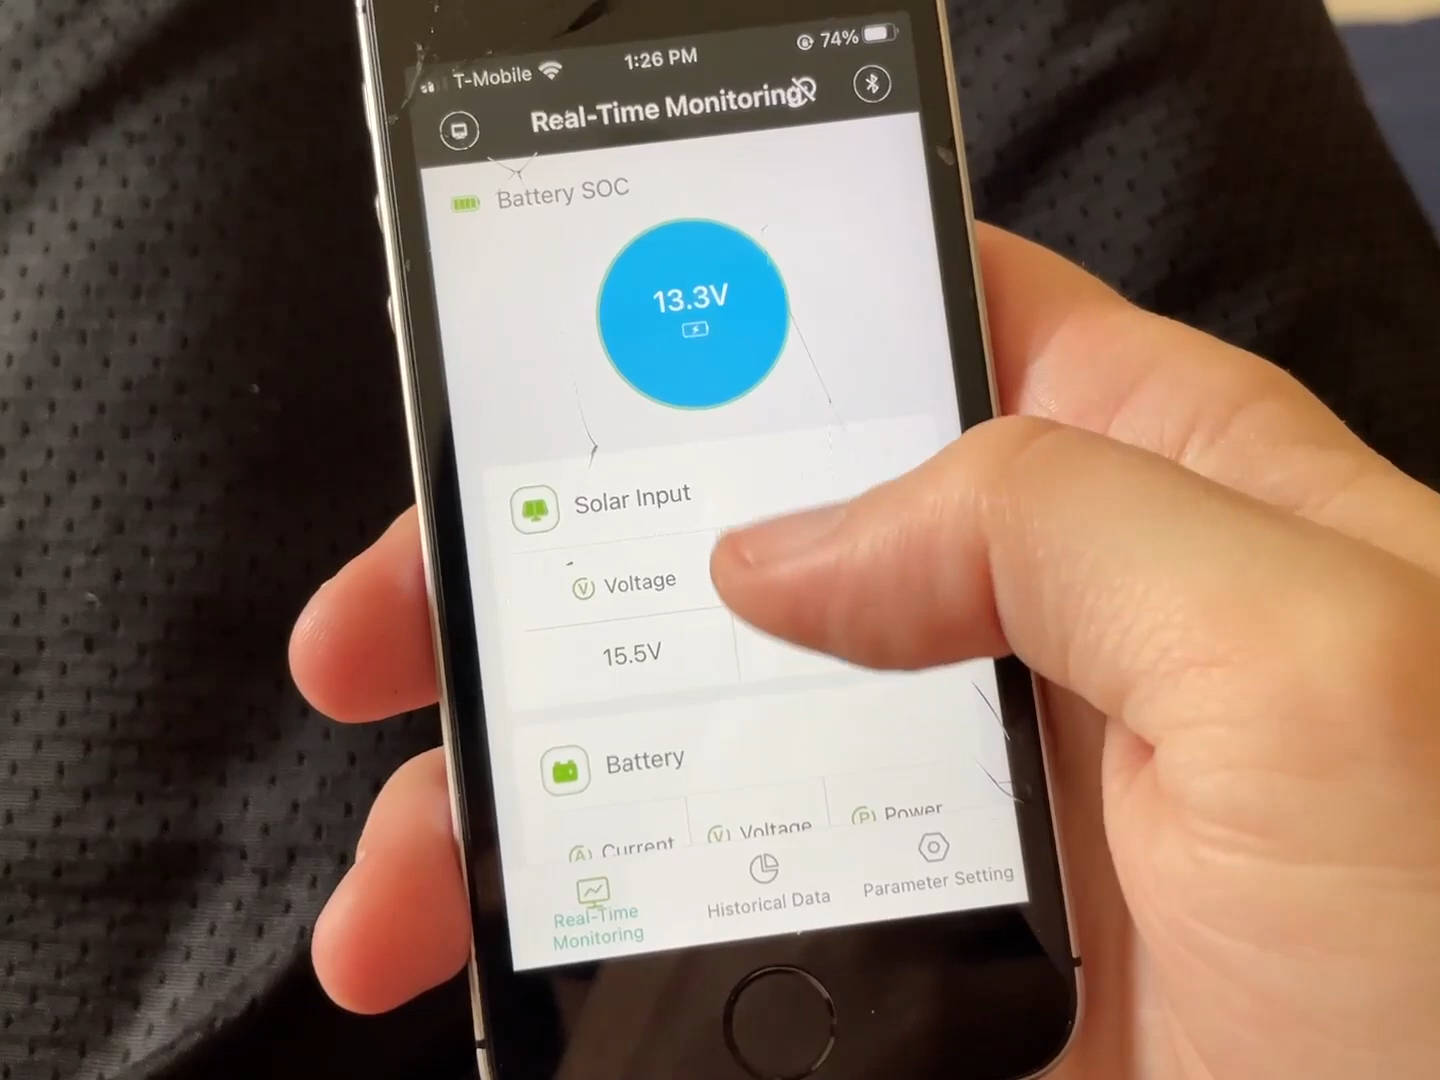 T-Mobile 1:26 PM 74%
Real-Time Monitoring
Battery SOC
13.3V
Solar Input
V Voltage
15.5V
Battery
A Current V Voltage P Power
Real-Time
Monitoring
Historical Data
Parameter Setting